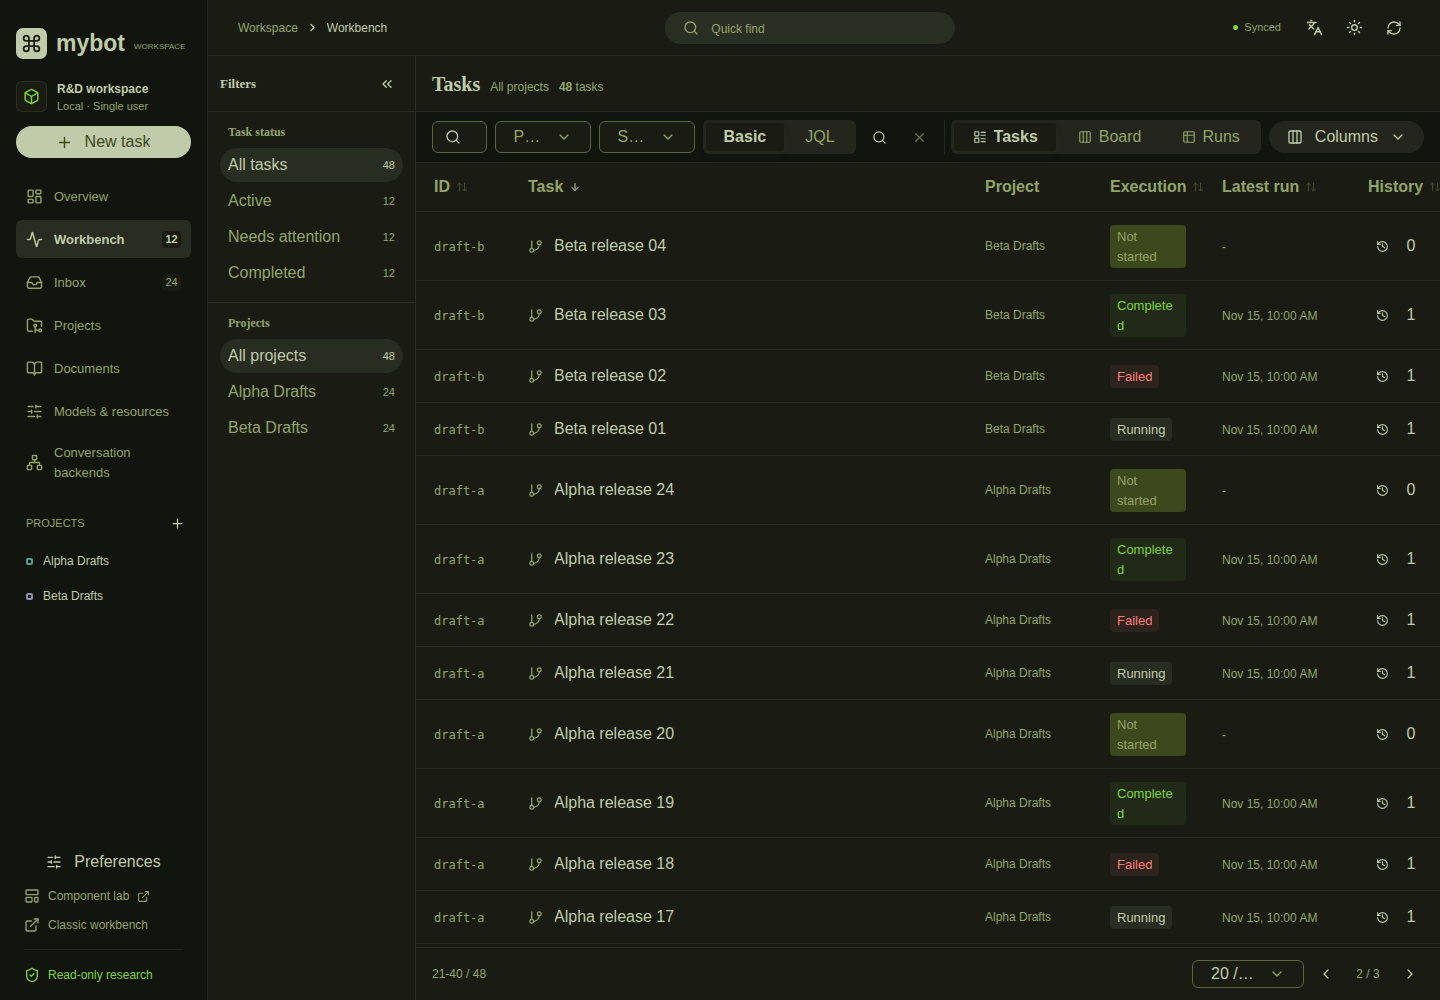 mybot WORKSPACE
R&D workspace
Local · Single user
New task
Overview
Workbench 12
Inbox 24
Projects
Documents
Models & resources
Conversation
backends
PROJECTS
Alpha Drafts
Beta Drafts
Preferences
Component lab
Classic workbench
Read-only research
Workspace Workbench
Quick find
Synced
Filters
Task status
All tasks 48
Active 12
Needs attention 12
Completed 12
Projects
All projects 48
Alpha Drafts 24
Beta Drafts 24
Tasks All projects 48 tasks
P… S… Basic JQL Tasks Board Runs Columns
ID Task Project Execution Latest run History
draft-b Beta release 04 Beta Drafts Not
started - 0
draft-b Beta release 03 Beta Drafts Complete
d Nov 15, 10:00 AM 1
draft-b Beta release 02 Beta Drafts Failed Nov 15, 10:00 AM 1
draft-b Beta release 01 Beta Drafts Running Nov 15, 10:00 AM 1
draft-a Alpha release 24 Alpha Drafts Not
started - 0
draft-a Alpha release 23 Alpha Drafts Complete
d Nov 15, 10:00 AM 1
draft-a Alpha release 22 Alpha Drafts Failed Nov 15, 10:00 AM 1
draft-a Alpha release 21 Alpha Drafts Running Nov 15, 10:00 AM 1
draft-a Alpha release 20 Alpha Drafts Not
started - 0
draft-a Alpha release 19 Alpha Drafts Complete
d Nov 15, 10:00 AM 1
draft-a Alpha release 18 Alpha Drafts Failed Nov 15, 10:00 AM 1
draft-a Alpha release 17 Alpha Drafts Running Nov 15, 10:00 AM 1
21-40 / 48 20 /… 2 / 3